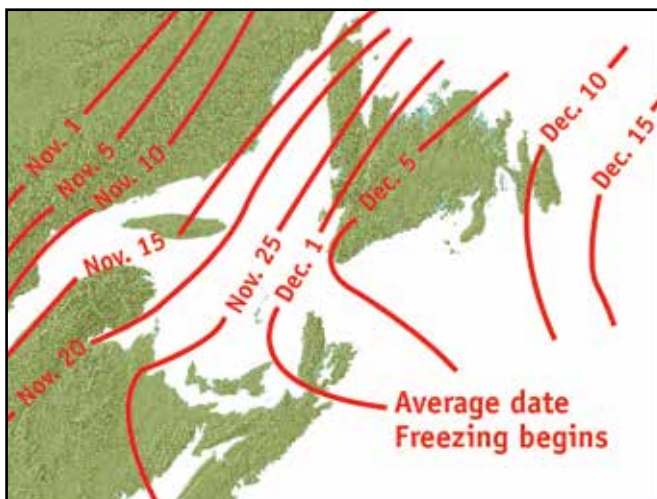 Nov. 1
Nov. 5
Nov. 10
Nov. 15
Nov. 20
Nov. 25
Dec. 1
Dec. 5
Dec. 10
Dec. 15
Average date
Freezing begins